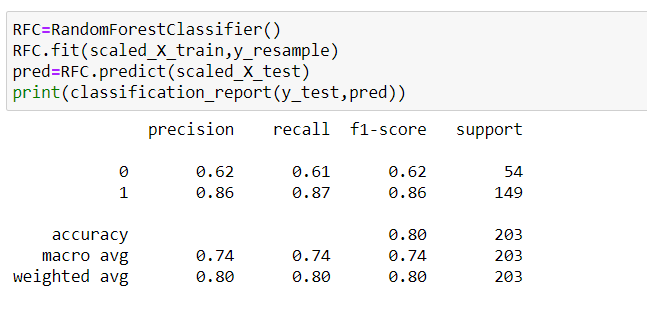 RFC=RandomForestClassifier()
RFC.fit(scaled_X_train,y_resample)
pred=RFC.predict(scaled_X_test)
print(classification_report(y_test,pred))
precision recall f1-score support
0 0.62 0.61 0.62 54
1 0.86 0.87 0.86 149
accuracy 0.80 203
macro avg 0.74 0.74 0.74 203
weighted avg 0.80 0.80 0.80 203